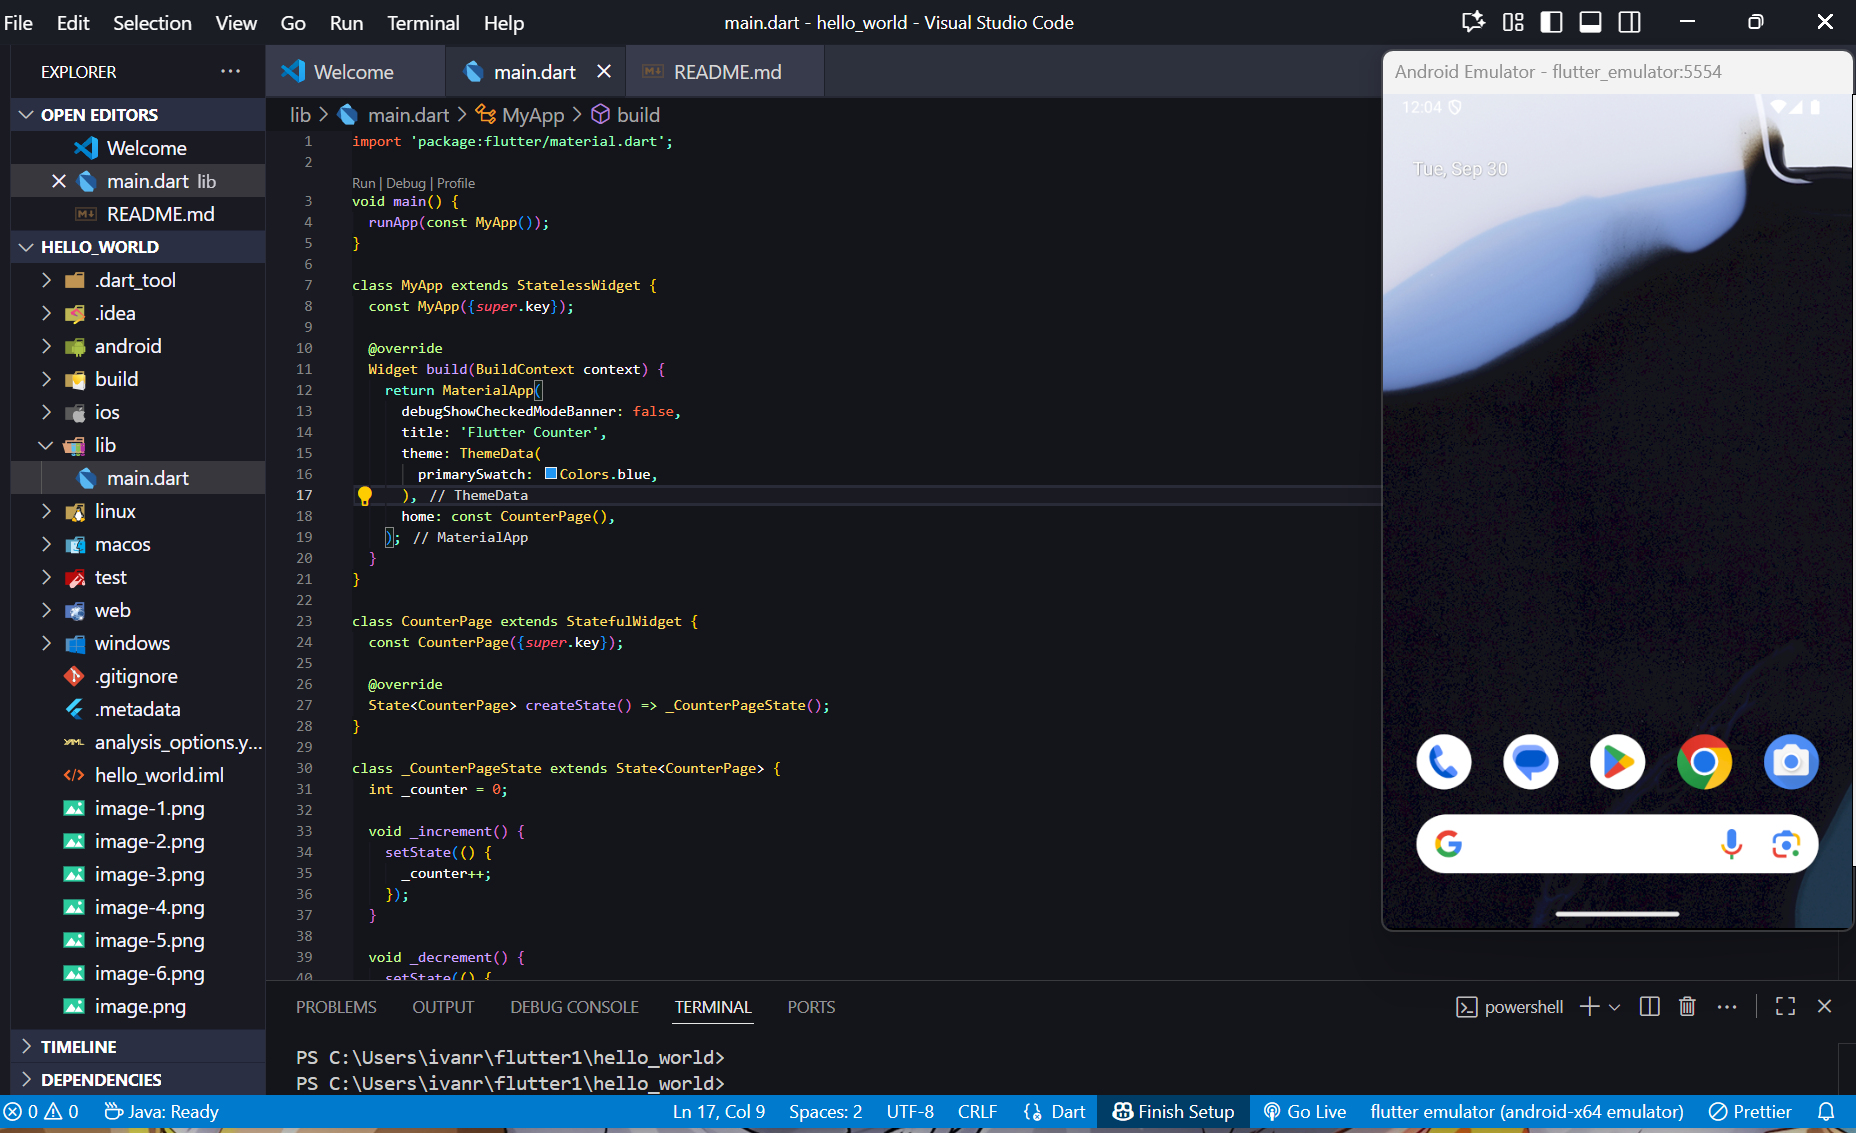 File Edit Selection View Go Run Terminal Help
main.dart - hello_world - Visual Studio Code
EXPLORER
OPEN EDITORS
Welcome
main.dart lib
README.md
HELLO_WORLD
.dart_tool
.idea
android
build
ios
lib
main.dart
linux
macos
test
web
windows
.gitignore
.metadata
analysis_options.y...
hello_world.iml
image-1.png
image-2.png
image-3.png
image-4.png
image-5.png
image-6.png
image.png
TIMELINE
DEPENDENCIES
Welcome main.dart README.md
lib > main.dart > MyApp > build
1 import 'package:flutter/material.dart';
2
Run | Debug | Profile
3 void main() {
4 runApp(const MyApp());
5 }
6
7 class MyApp extends StatelessWidget {
8 const MyApp({super.key});
9
10 @override
11 Widget build(BuildContext context) {
12 return MaterialApp(
13 debugShowCheckedModeBanner: false,
14 title: 'Flutter Counter',
15 theme: ThemeData(
16 primarySwatch: Colors.blue,
17 ), // ThemeData
18 home: const CounterPage(),
19 ); // MaterialApp
20 }
21 }
22
23 class CounterPage extends StatefulWidget {
24 const CounterPage({super.key});
25
26 @override
27 State<CounterPage> createState() => _CounterPageState();
28 }
29
30 class _CounterPageState extends State<CounterPage> {
31 int _counter = 0;
32
33 void _increment() {
34 setState(() {
35 _counter++;
36 });
37 }
38
39 void _decrement() {
40 setState(() {
Android Emulator - flutter_emulator:5554
12:04
Tue, Sep 30
PROBLEMS OUTPUT DEBUG CONSOLE TERMINAL PORTS
powershell
PS C:\Users\ivanr\flutter1\hello_world>
PS C:\Users\ivanr\flutter1\hello_world>
0 0 Java: Ready Ln 17, Col 9 Spaces: 2 UTF-8 CRLF Dart Finish Setup Go Live flutter emulator (android-x64 emulator) Prettier